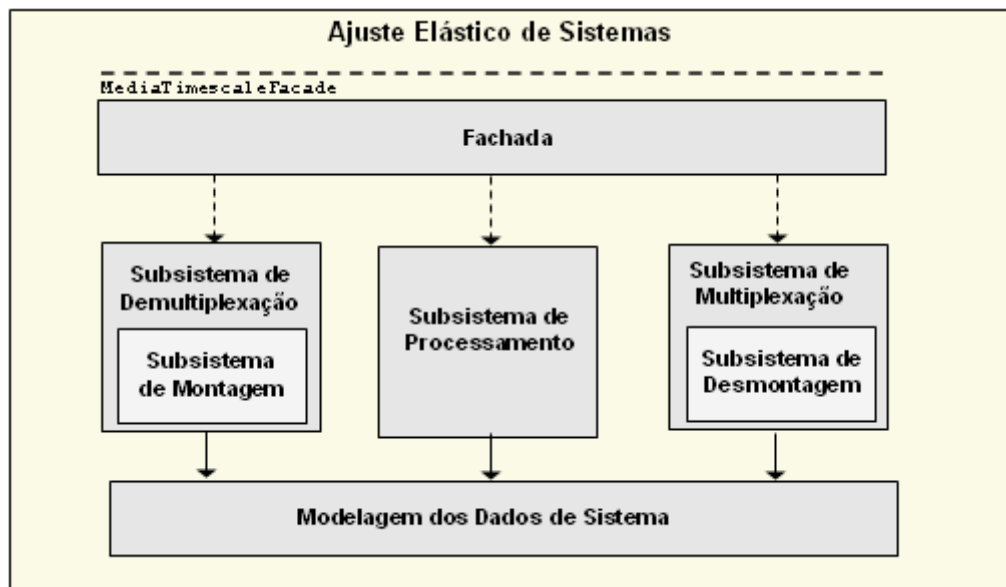 Ajuste Elástico de Sistemas
MediaTimescaleFacade
Fachada
Subsistema de
Demultiplexação
Subsistema
de Montagem
Subsistema de
Processamento
Subsistema de
Multiplexação
Subsistema de
Desmontagem
Modelagem dos Dados de Sistema